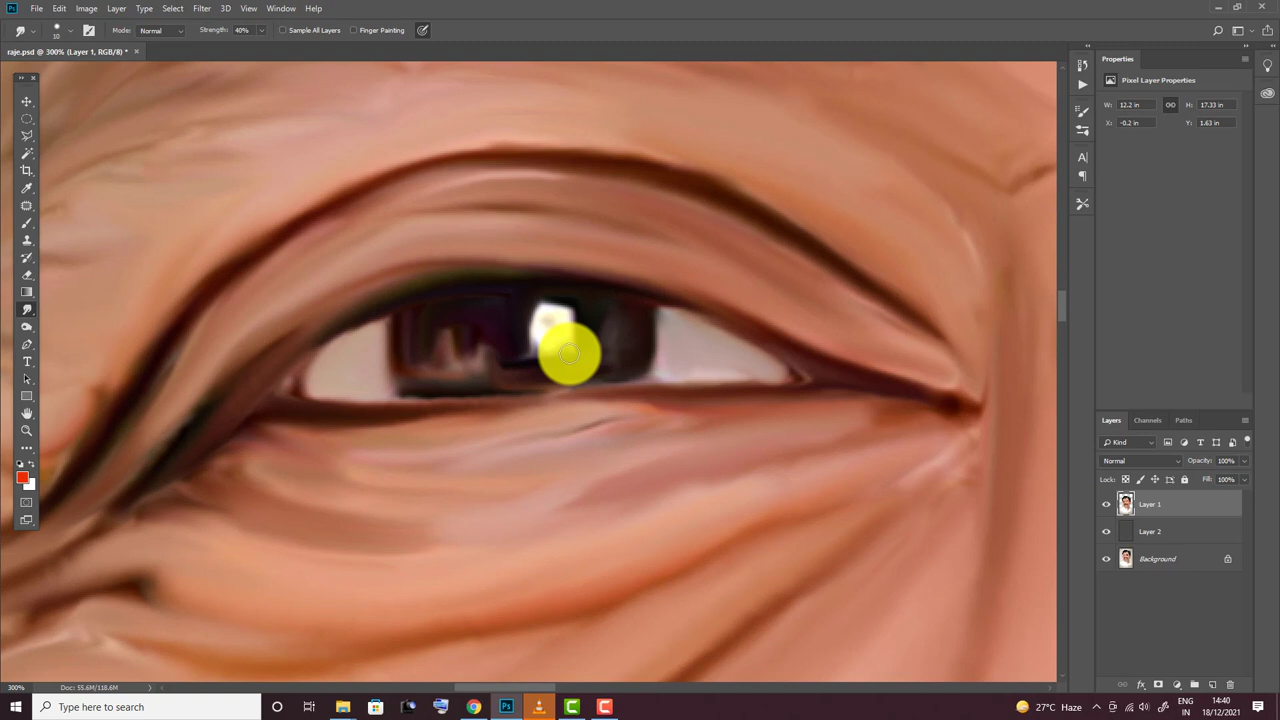 Ps File Edit Image Layer Type Select Filter 3D View Window Help
10 Mode: Normal Strength: 40% Sample All Layers Finger Painting
raje.psd @ 300% (Layer 1, RGB/8) *
Properties
Pixel Layer Properties
W: 12.2 in H: 17.33 in
X: -0.2 in Y: 1.63 in
Layers Channels Paths
Kind
Normal Opacity: 100%
Lock: Fill: 100%
Layer 1
Layer 2
Background
300% Doc: 55.6M/118.6M
Type here to search
Ps
27°C Haze
ENG
IN
14:40
18/12/2021